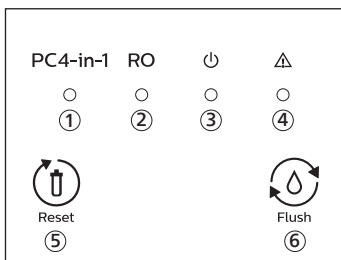 PC4-in-1 RO
① ② ③ ④
Reset Flush
⑤ ⑥